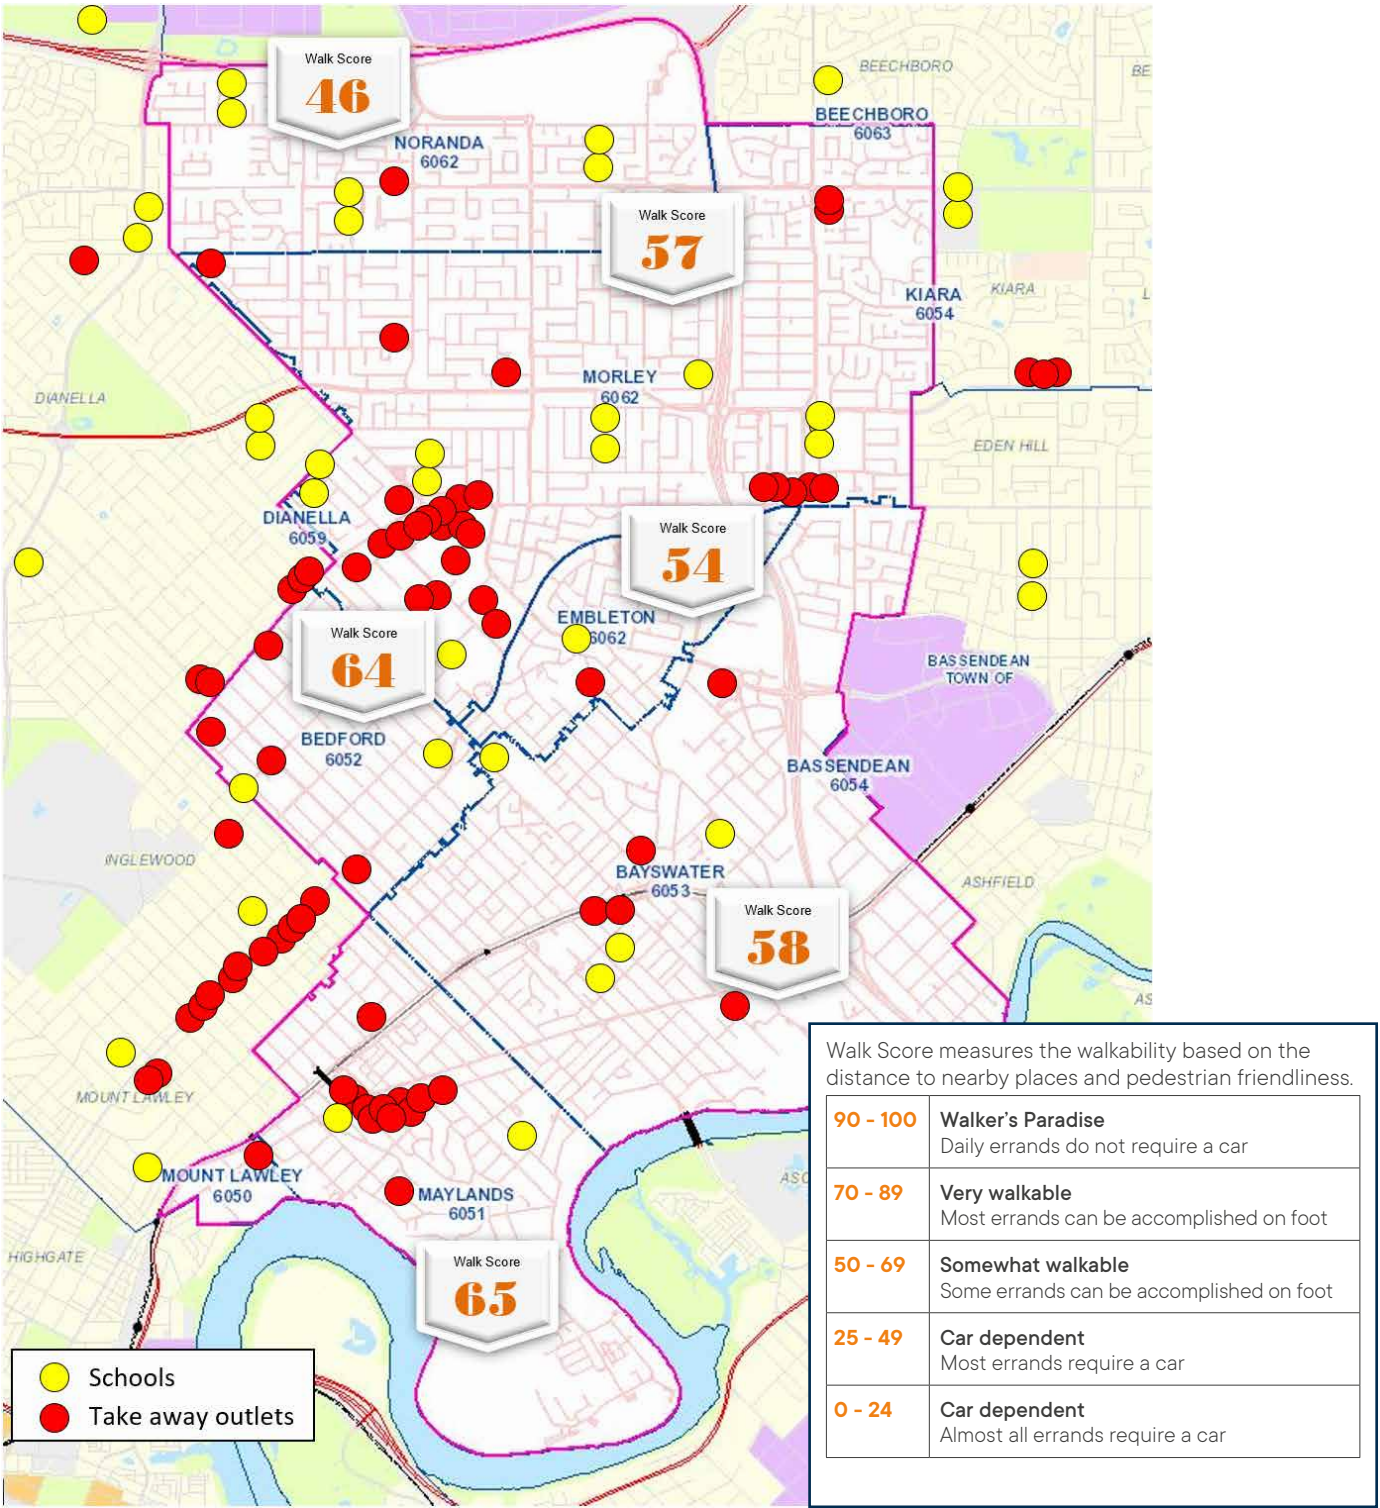 Walk Score
46
BEECHBORO
BE
BEECHBORO
6063
NORANDA
6062
Walk Score
57
KIARA
6054
KIARA
L
MORLEY
6062
DIANELLA
EDEN HILL
DIANELLA
6059
Walk Score
54
EMBLETON
6062
Walk Score
64
BASSENDEAN
TOWN OF
BEDFORD
6052
BASSENDEAN
6054
INGLEWOOD
BAYSWATER
6053
ASHFIELD
Walk Score
58
AS
MOUNT LAWLEY
MOUNT LAWLEY
6050
MAYLANDS
6051
ASC
HIGHGATE
Walk Score
65
Schools
Take away outlets
Walk Score measures the walkability based on the
distance to nearby places and pedestrian friendliness.
90 - 100 Walker's Paradise
Daily errands do not require a car
70 - 89 Very walkable
Most errands can be accomplished on foot
50 - 69 Somewhat walkable
Some errands can be accomplished on foot
25 - 49 Car dependent
Most errands require a car
0 - 24 Car dependent
Almost all errands require a car